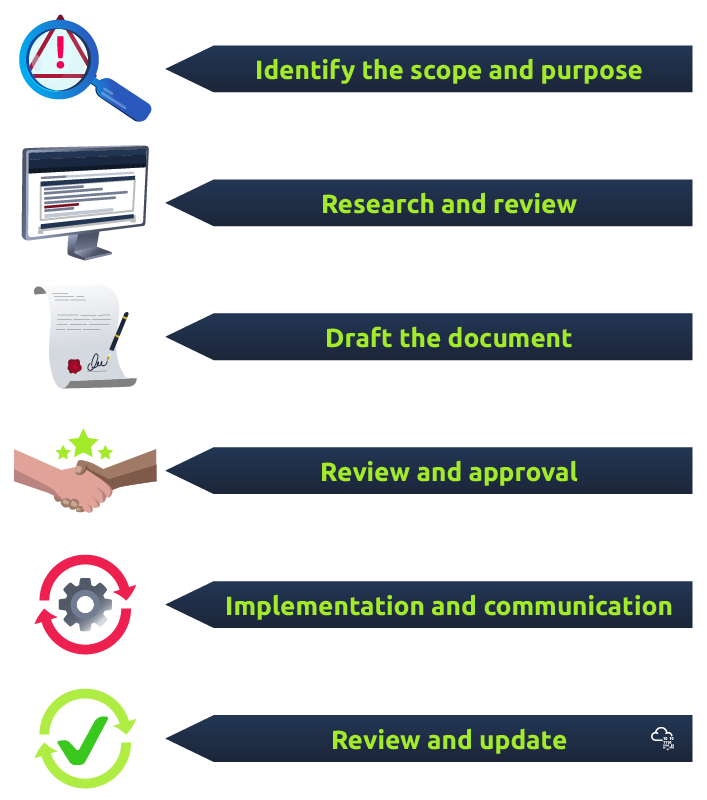 Identify the scope and purpose
Research and review
Draft the document
Review and approval
Implementation and communication
Review and update